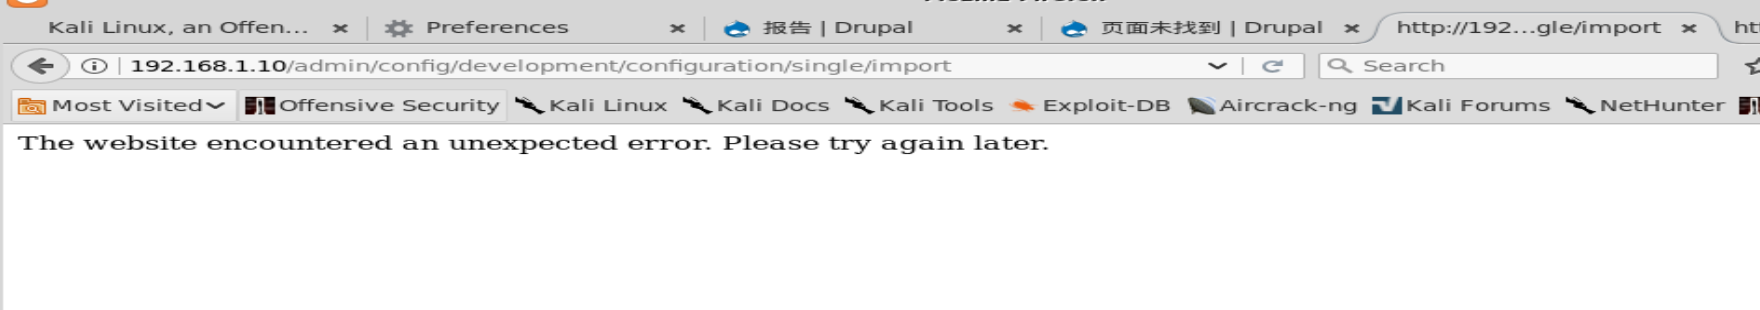 Kali Linux, an Offen... × Preferences × 报告 | Drupal × 页面未找到 | Drupal × http://192...gle/import × ht
192.168.1.10/admin/config/development/configuration/single/import Search
Most Visited Offensive Security Kali Linux Kali Docs Kali Tools Exploit-DB Aircrack-ng Kali Forums NetHunter
The website encountered an unexpected error. Please try again later.